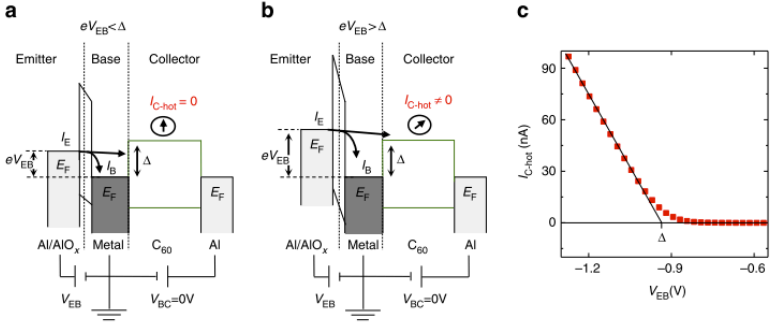 a
eV_EB<Δ
Emitter Base Collector
I_C-hot = 0
I_E
eV_EB
E_F
I_B
Δ
E_F
E_F
Al/AlO_x Metal C_60 Al
V_EB V_BC=0V
b
eV_EB>Δ
Emitter Base Collector
I_C-hot ≠ 0
I_E
E_F
eV_EB
I_B
Δ
E_F
E_F
Al/AlO_x Metal C_60 Al
V_EB V_BC=0V
c
I_C-hot (nA)
90
60
30
0
Δ
−1.2 −0.9 −0.6
V_EB(V)